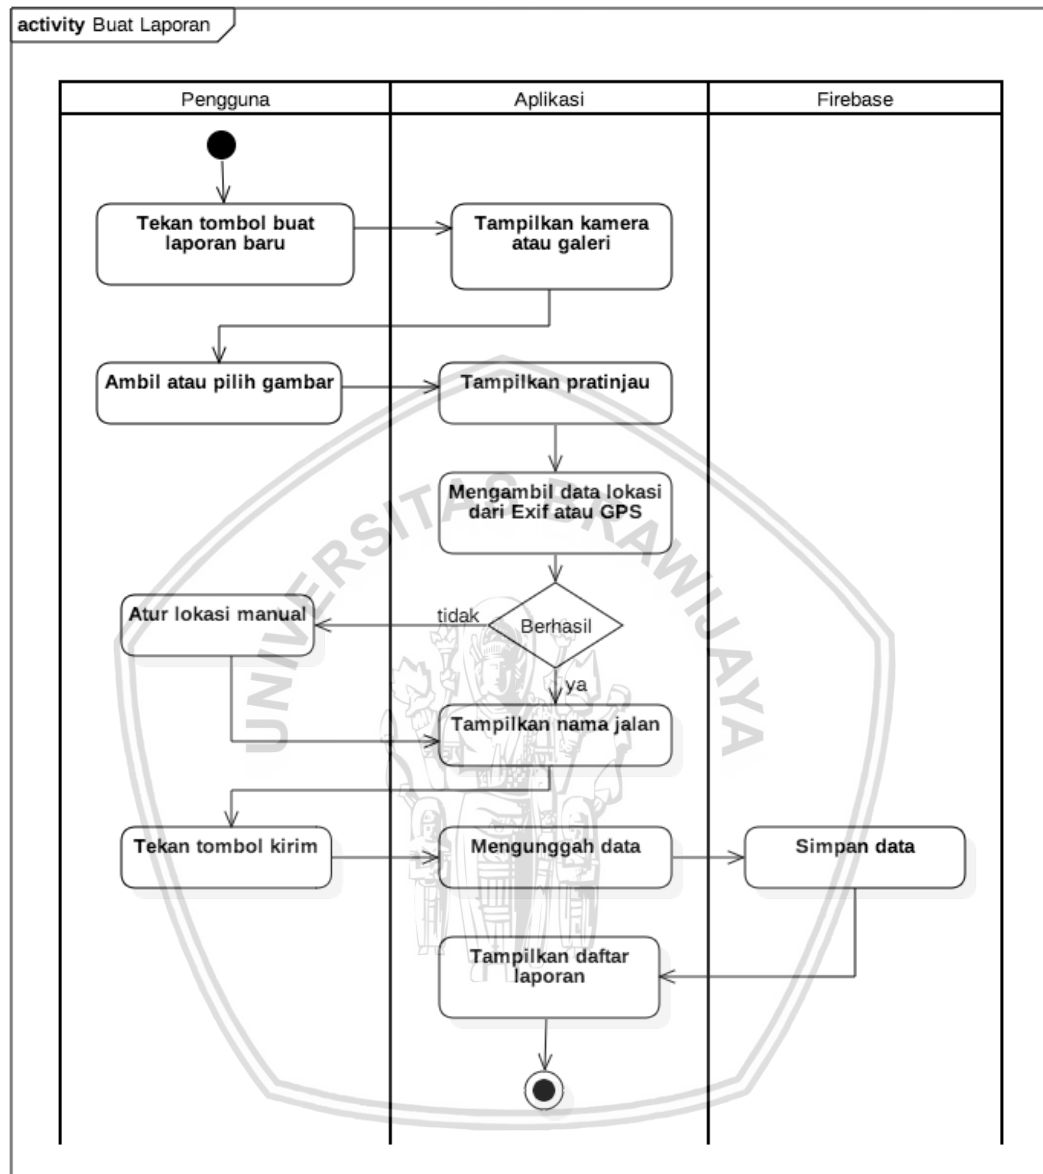 activity Buat Laporan
Pengguna
Aplikasi
Firebase
Tekan tombol buat
laporan baru
Tampilkan kamera
atau galeri
Ambil atau pilih gambar
Tampilkan pratinjau
Mengambil data lokasi
dari Exif atau GPS
UNIVERSITAS BRAWIJAYA
Atur lokasi manual
tidak
Berhasil
ya
Tampilkan nama jalan
Tekan tombol kirim
Mengunggah data
Simpan data
Tampilkan daftar
laporan